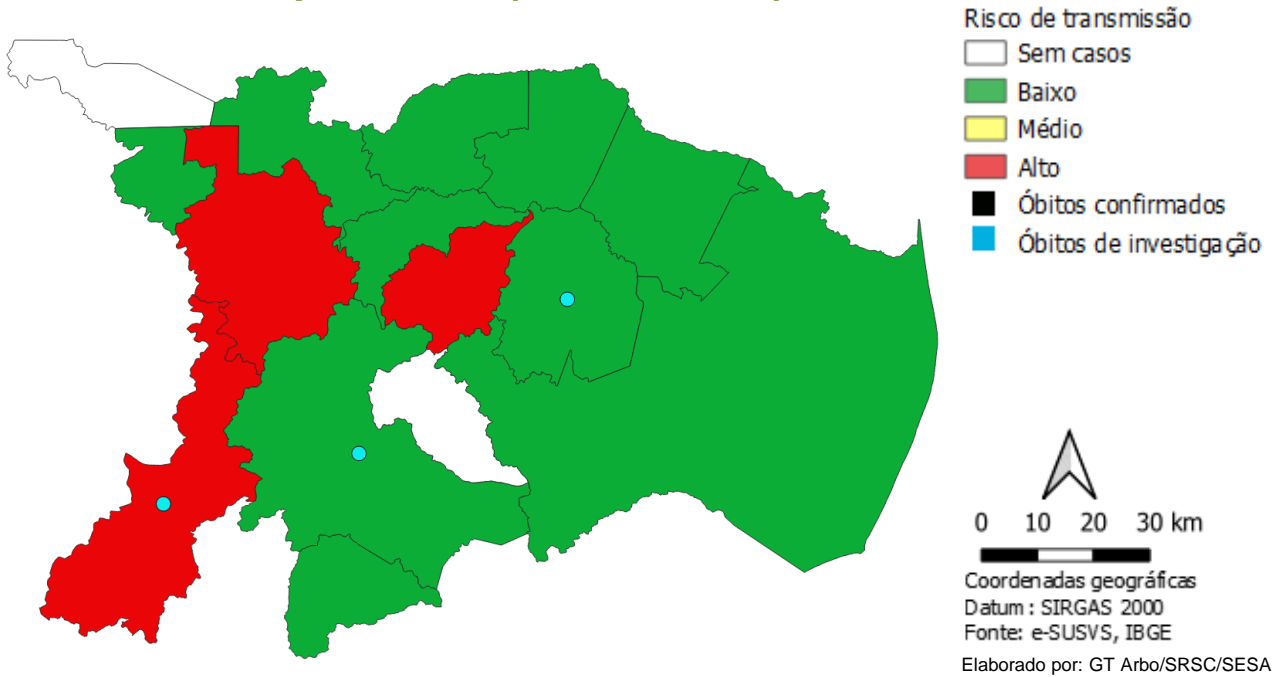 Risco de transmissão
Sem casos
Baixo
Médio
Alto
Óbitos confirmados
Óbitos de investigação
0 10 20 30 km
Coordenadas geográficas
Datum : SIRGAS 2000
Fonte: e-SUSVS, IBGE
Elaborado por: GT Arbo/SRSC/SESA